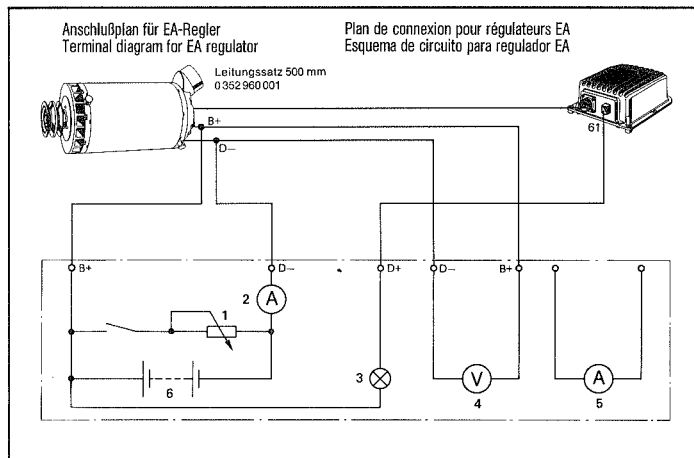 Anschlußplan für EA-Regler
Terminal diagram for EA regulator
Plan de connexion pour régulateurs EA
Esquema de circuito para regulador EA
Leitungssatz 500 mm
0 352 960 001
B+
D−
61
B+
D−
D+
D−
B+
2
A
1
3
V
4
A
5
6